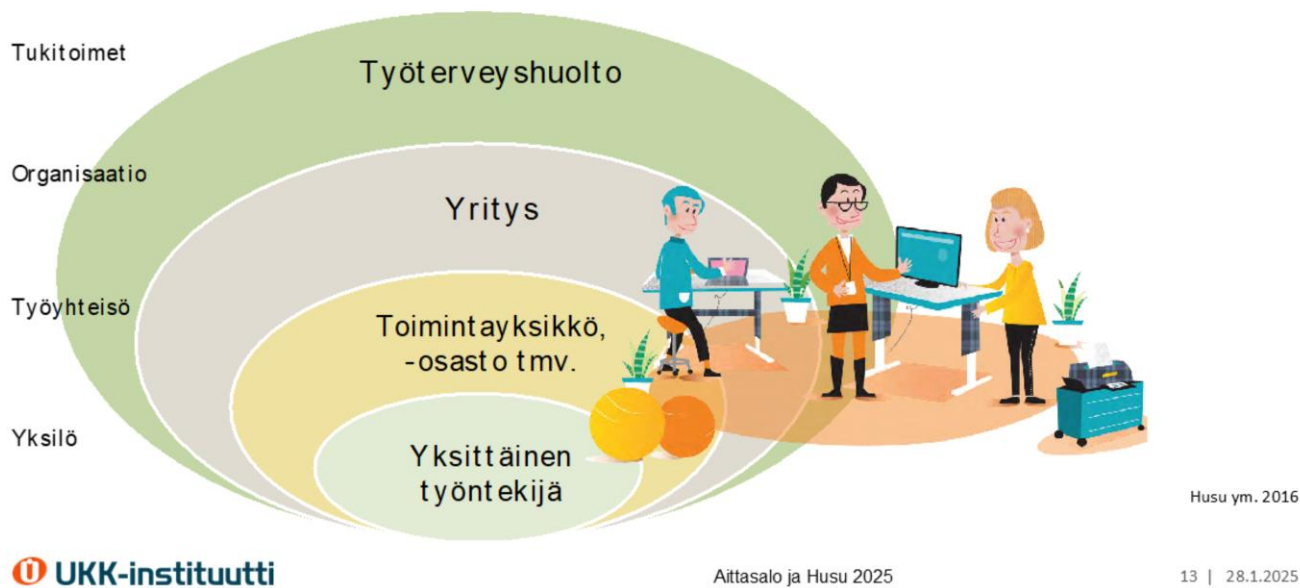 Tukitoimet
Työterveyshuolto
Organisaatio
Yritys
Työyhteisö
Toimintayksikkö,
-osasto tmv.
Yksilö
Yksittäinen
työntekijä
Husu ym. 2016
UKK-instituutti
Aittasalo ja Husu 2025
13 | 28.1.2025